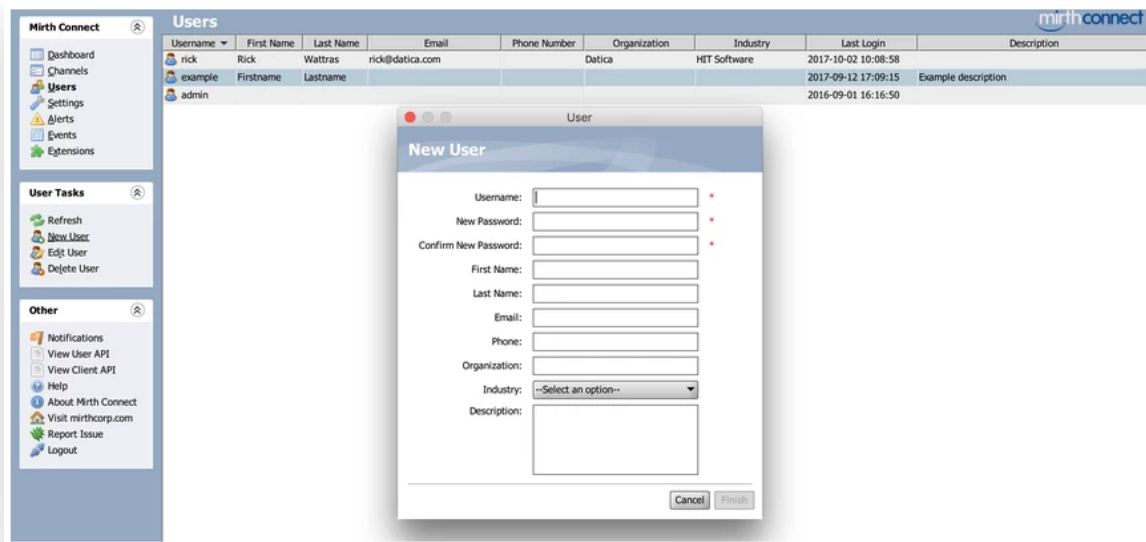 Mirth Connect
Dashboard
Channels
Users
Settings
Alerts
Events
Extensions
User Tasks
Refresh
New User
Edit User
Delete User
Other
Notifications
View User API
View Client API
Help
About Mirth Connect
Visit mirthcorp.com
Report Issue
Logout
Users
mirthconnect
Username First Name Last Name Email Phone Number Organization Industry Last Login Description
rick Rick Wattras rick@datica.com Datica HIT Software 2017-10-02 10:08:58
example Firstname Lastname 2017-09-12 17:09:15 Example description
admin 2016-09-01 16:16:50
User
New User
Username: *
New Password: *
Confirm New Password: *
First Name:
Last Name:
Email:
Phone:
Organization:
Industry: --Select an option--
Description:
Cancel Finish